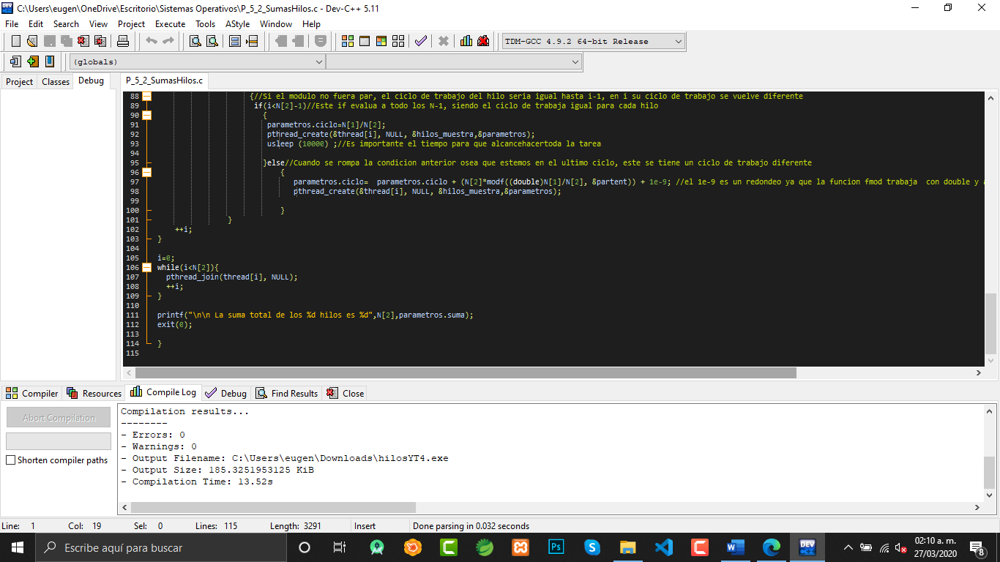 C:\Users\eugen\OneDrive\Escritorio\Sistemas Operativos\P_5_2_SumasHilos.c - Dev-C++ 5.11
File Edit Search View Project Execute Tools AStyle Window Help
TDM-GCC 4.9.2 64-bit Release
(globals)
Project Classes Debug
P_5_2_SumasHilos.c
88 {//Si el modulo no fuera par, el ciclo de trabajo del hilo seria igual hasta i-1, en i su ciclo de trabajo se vuelve diferente
89 if(i<N[2]-1)//Este if evalua a todo los N-1, siendo el ciclo de trabaja igual para cada hilo
90 {
91 parametros.ciclo=N[1]/N[2];
92 pthread_create(&thread[i], NULL, &hilos_muestra,&parametros);
93 usleep (10000) ;//Es importante el tiempo para que alcancehacertoda la tarea
94
95 }else//Cuando se rompa la condicion anterior osea que estemos en el ultimo ciclo, este se tiene un ciclo de trabajo diferente
96 {
97 parametros.ciclo=  parametros.ciclo + (N[2]*modf((double)N[1]/N[2], &partent)) + 1e-9; //el 1e-9 es un redondeo ya que la funcion fmod trabaja  con double y a
98 pthread_create(&thread[i], NULL, &hilos_muestra,&parametros);
99
100 }
101 }
102 ++i;
103 }
104
105 i=0;
106 while(i<N[2]){
107 pthread_join(thread[i], NULL);
108 ++i;
109 }
110
111 printf("\n\n La suma total de los %d hilos es %d",N[2],parametros.suma);
112 exit(0);
113
114 }
115
Compiler Resources Compile Log Debug Find Results Close
Abort Compilation
Shorten compiler paths
Compilation results...
--------
- Errors: 0
- Warnings: 0
- Output Filename: C:\Users\eugen\Downloads\hilosYT4.exe
- Output Size: 185.3251953125 KiB
- Compilation Time: 13.52s
Line: 1 Col: 19 Sel: 0 Lines: 115 Length: 3291 Insert Done parsing in 0.032 seconds
Escribe aquí para buscar
02:10 a. m.
27/03/2020
8